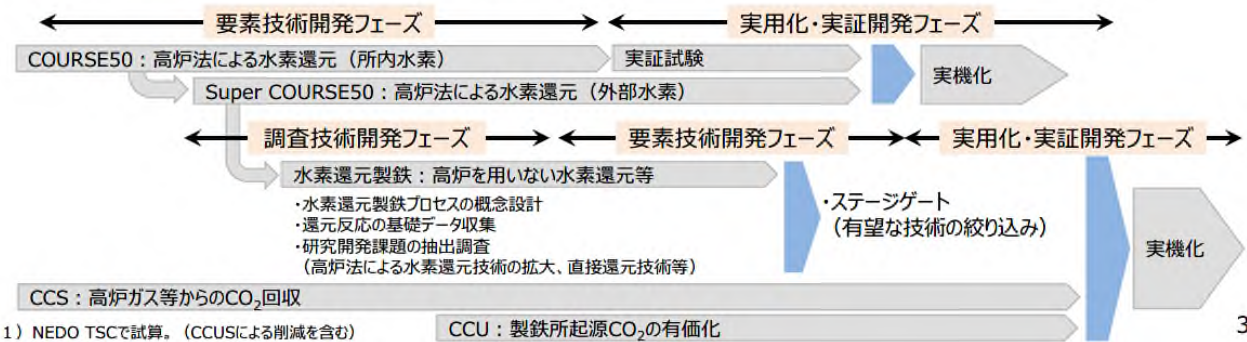 要素技術開発フェーズ
実用化・実証開発フェーズ
COURSE50：高炉法による水素還元（所内水素）
実証試験
実機化
Super COURSE50：高炉法による水素還元（外部水素）
調査技術開発フェーズ
要素技術開発フェーズ
実用化・実証開発フェーズ
水素還元製鉄：高炉を用いない水素還元等
・水素還元製鉄プロセスの概念設計
・還元反応の基礎データ収集
・研究開発課題の抽出調査
（高炉法による水素還元技術の拡大、直接還元技術等）
・ステージゲート
（有望な技術の絞り込み）
実機化
CCS：高炉ガス等からのCO₂回収
CCU：製鉄所起源CO₂の有価化
1）NEDO TSCで試算。（CCUSによる削減を含む）
3